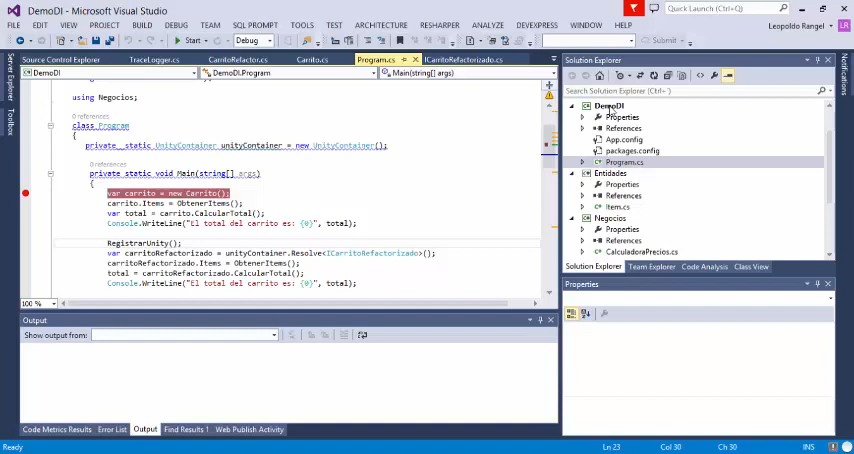 DemoDI - Microsoft Visual Studio
Quick Launch (Ctrl+Q)
FILE EDIT VIEW PROJECT BUILD DEBUG TEAM SQL PROMPT TOOLS TEST ARCHITECTURE RESHARPER ANALYZE DEVEXPRESS WINDOW HELP
Leopoldo Rangel LR
Start Debug Submit
Source Control Explorer TraceLogger.cs CarritoRefactor.cs Carrito.cs Program.cs ICarritoRefactorizado.cs
DemoDI DemoDI.Program Main(string[] args)
using Negocios;
0 references
class Program
{
private static UnityContainer unityContainer = new UnityContainer();
0 references
private static void Main(string[] args)
{
var carrito = new Carrito();
carrito.Items = ObtenerItems();
var total = carrito.CalcularTotal();
Console.WriteLine("El total del carrito es: {0}", total);
RegistrarUnity();
var carritoRefactorizado = unityContainer.Resolve<ICarritoRefactorizado>();
carritoRefactorizado.Items = ObtenerItems();
total = carritoRefactorizado.CalcularTotal();
Console.WriteLine("El total del carrito es: {0}", total);
100 %
Server Explorer
Toolbox
Output
Show output from:
Code Metrics Results Error List Output Find Results 1 Web Publish Activity
Solution Explorer
Search Solution Explorer (Ctrl+´)
DemoDI
Properties
References
App.config
packages.config
Program.cs
Entidades
Properties
References
Item.cs
Negocios
Properties
References
CalculadoraPrecios.cs
Solution Explorer Team Explorer Code Analysis Class View
Properties
Notifications
Ready Ln 23 Col 30 Ch 30 INS